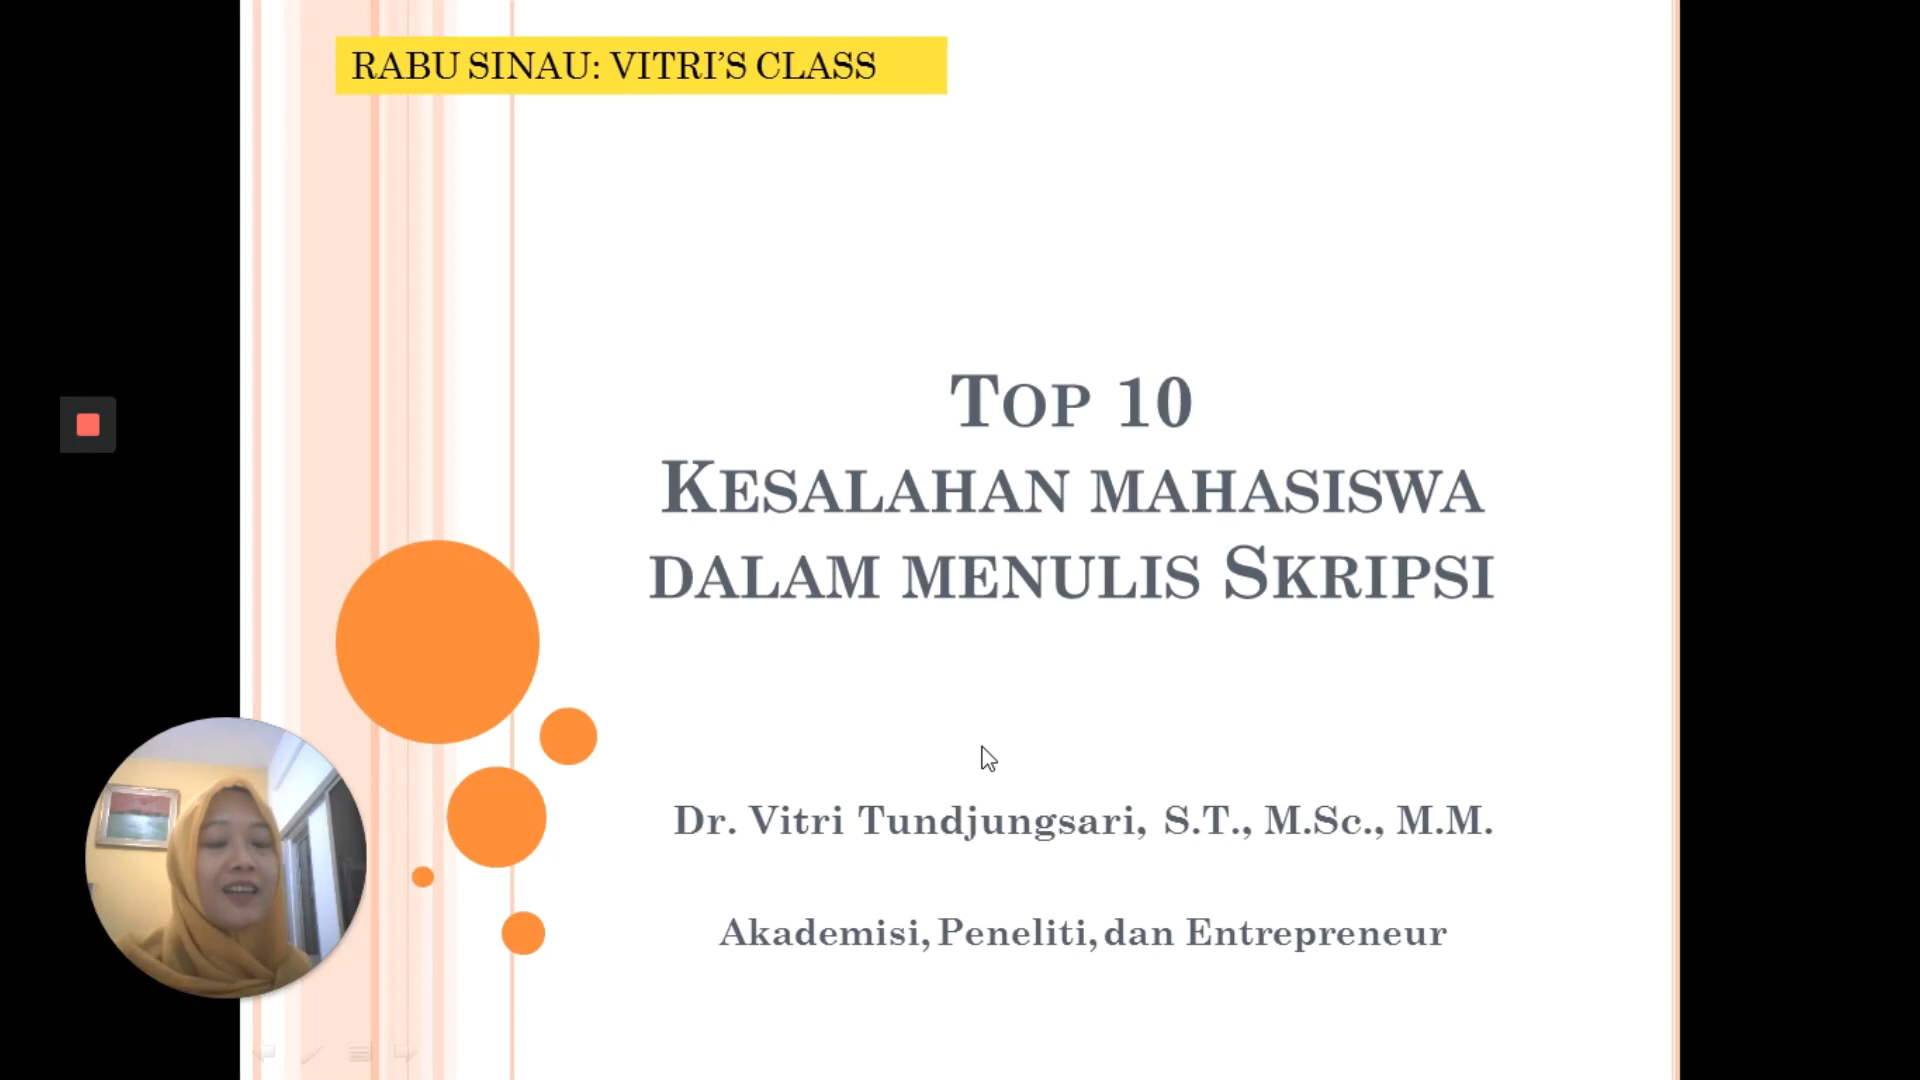 RABU SINAU: VITRI'S CLASS
TOP 10
KESALAHAN MAHASISWA
DALAM MENULIS SKRIPSI
Dr. Vitri Tundjungsari, S.T., M.Sc., M.M.
Akademisi, Peneliti, dan Entrepreneur